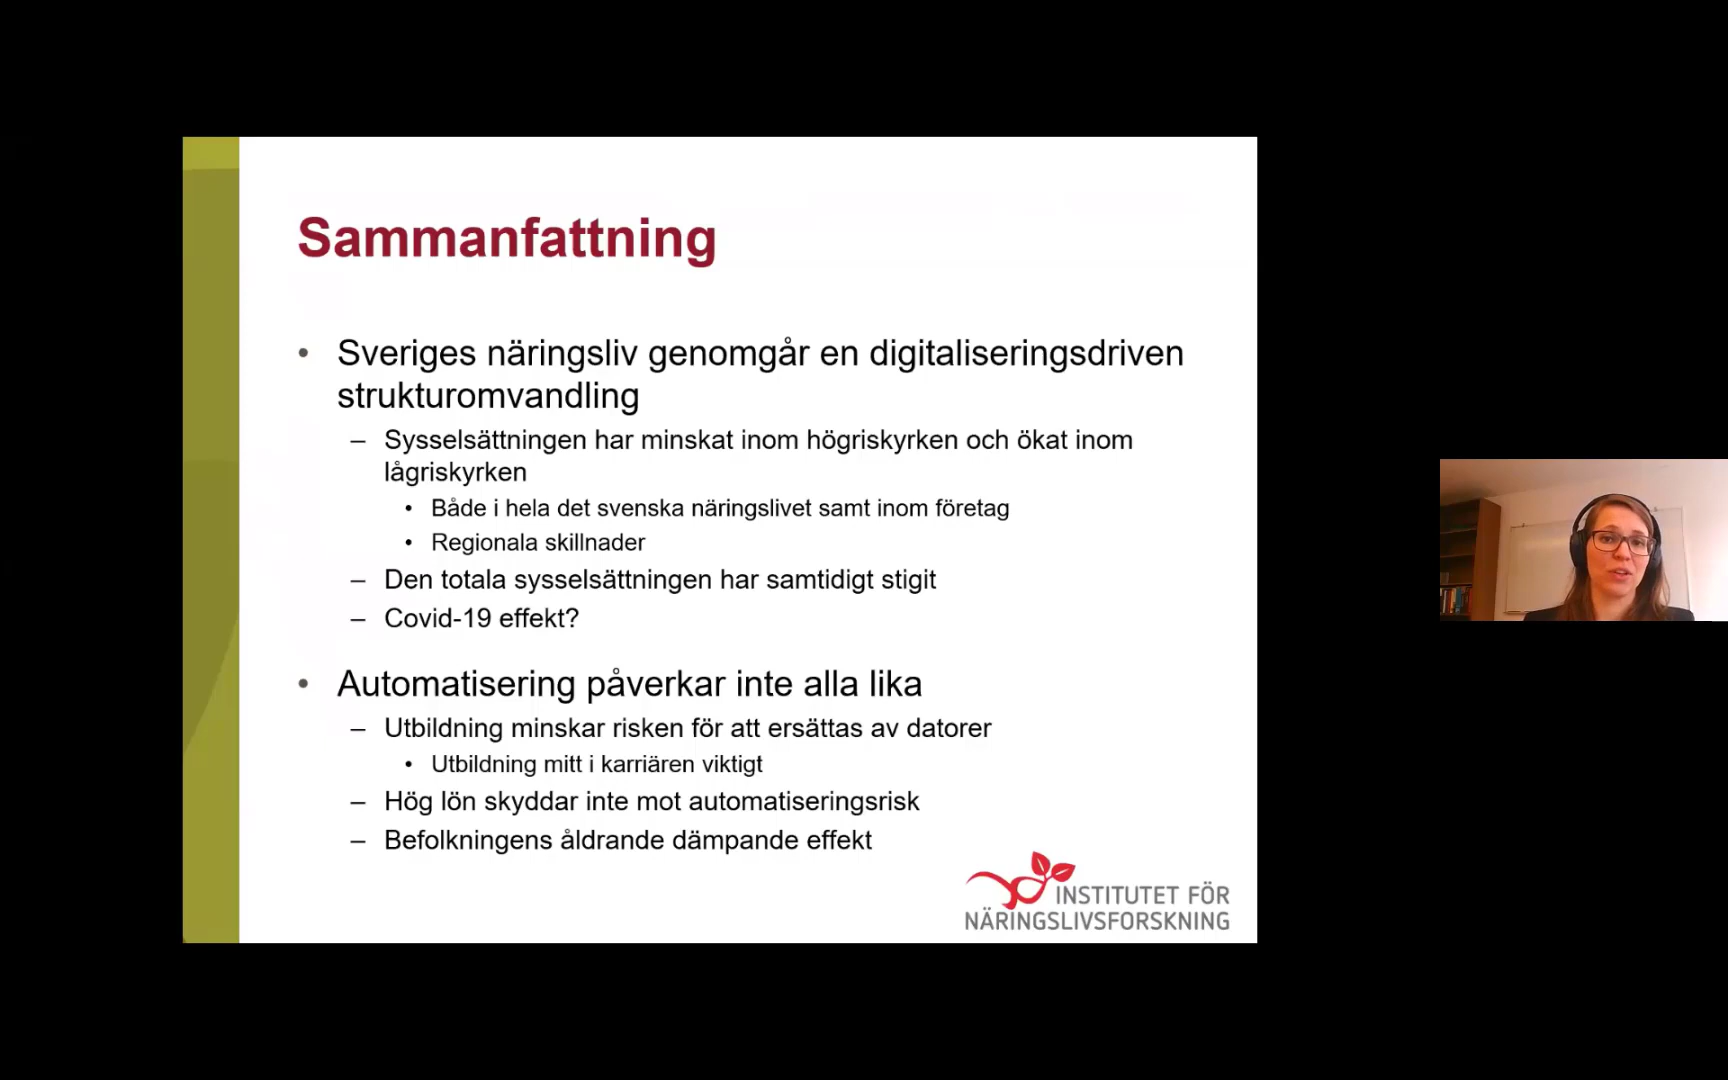 Sammanfattning
• Sveriges näringsliv genomgår en digitaliseringsdriven
strukturomvandling
– Sysselsättningen har minskat inom högriskyrken och ökat inom
lågriskyrken
• Både i hela det svenska näringslivet samt inom företag
• Regionala skillnader
– Den totala sysselsättningen har samtidigt stigit
– Covid-19 effekt?
• Automatisering påverkar inte alla lika
– Utbildning minskar risken för att ersättas av datorer
• Utbildning mitt i karriären viktigt
– Hög lön skyddar inte mot automatiseringsrisk
– Befolkningens åldrande dämpande effekt
INSTITUTET FÖR
NÄRINGSLIVSFORSKNING